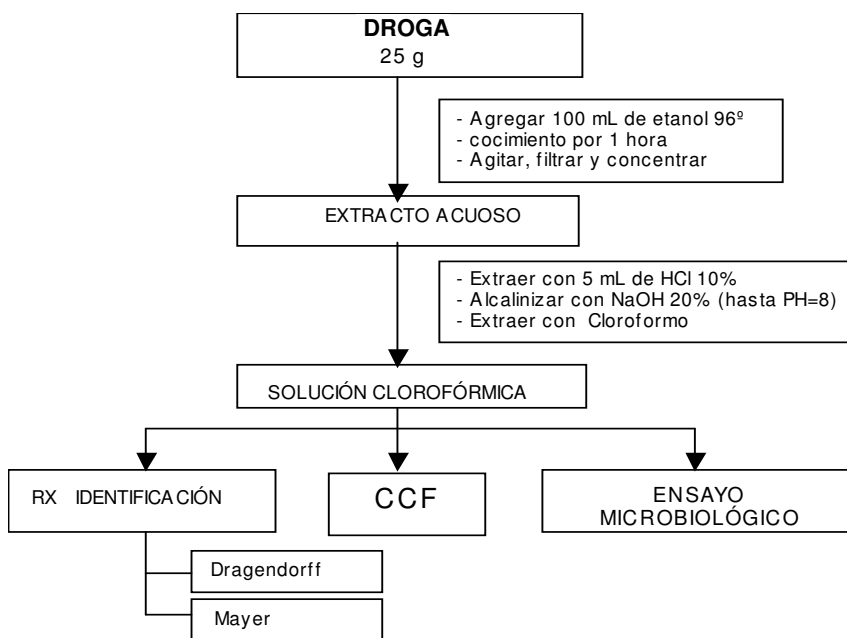 DROGA
25 g
- Agregar 100 mL de etanol 96º
- cocimiento por 1 hora
- Agitar, filtrar y concentrar
EXTRACTO ACUOSO
- Extraer con 5 mL de HCl 10%
- Alcalinizar con NaOH 20% (hasta PH=8)
- Extraer con Cloroformo
SOLUCIÓN CLOROFÓRMICA
RX IDENTIFICACIÓN
CCF
ENSAYO
MICROBIOLÓGICO
Dragendorff
Mayer